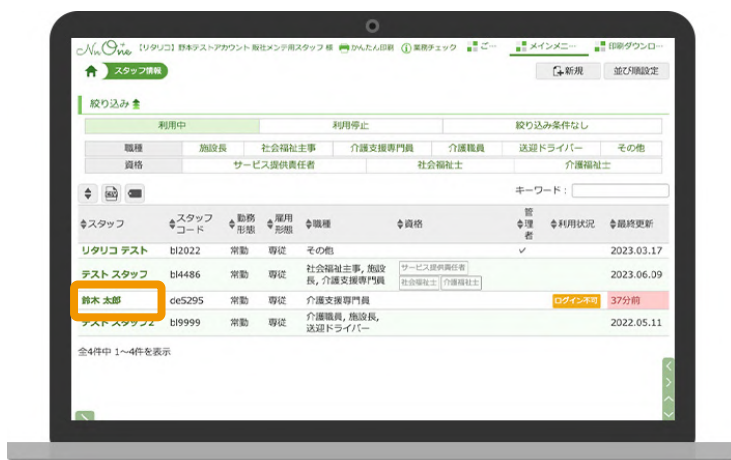 NnOne 【リタリコ】野本テストアカウント 販社メンテ用スタッフ 様 かんたん印刷 業務チェック ご… メインメニ… 印刷ダウンロ…
スタッフ情報 新規 並び順設定
絞り込み
利用中 利用停止 絞り込み条件なし
職種 施設長 社会福祉主事 介護支援専門員 介護職員 送迎ドライバー その他
資格 サービス提供責任者 社会福祉士 介護福祉士
キーワード：
スタッフ スタッフコード 勤務形態 雇用形態 職種 資格 管理者 利用状況 最終更新
リタリコ テスト bl2022 常勤 専従 その他 ✓ 2023.03.17
テスト スタッフ bl4486 常勤 専従 社会福祉主事, 施設長, 介護支援専門員 サービス提供責任者 社会福祉士 介護福祉士 2023.06.09
鈴木 太郎 de5295 常勤 専従 介護支援専門員 ログイン不可 37分前
テスト スタッフ2 bl9999 常勤 専従 介護職員, 施設長, 送迎ドライバー 2022.05.11
全4件中 1～4件を表示